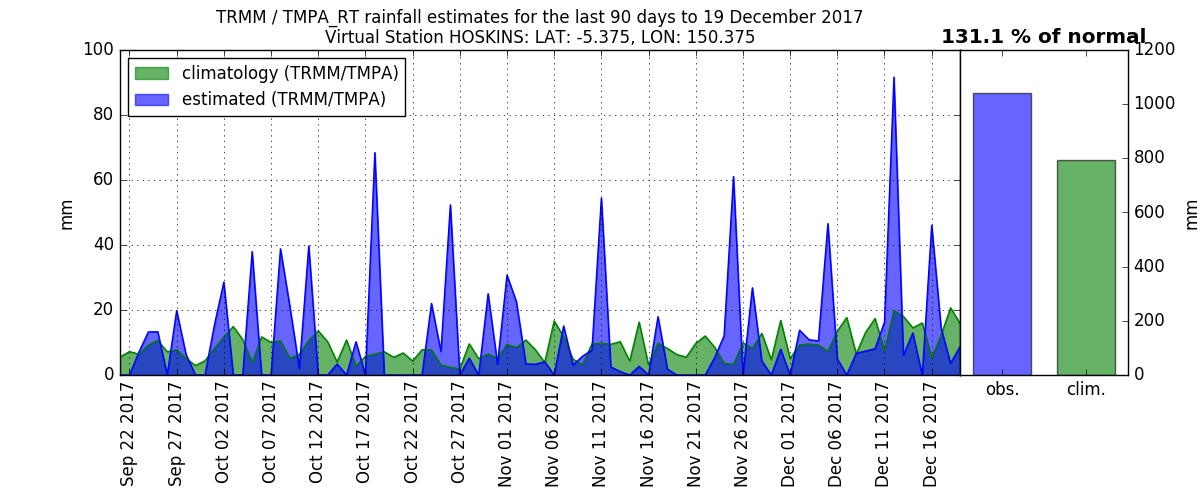 TRMM / TMPA_RT rainfall estimates for the last 90 days to 19 December 2017
Virtual Station HOSKINS: LAT: -5.375, LON: 150.375
131.1 % of normal
climatology (TRMM/TMPA)
estimated (TRMM/TMPA)
100
80
60
40
20
0
mm
Sep 22 2017
Sep 27 2017
Oct 02 2017
Oct 07 2017
Oct 12 2017
Oct 17 2017
Oct 22 2017
Oct 27 2017
Nov 01 2017
Nov 06 2017
Nov 11 2017
Nov 16 2017
Nov 21 2017
Nov 26 2017
Dec 01 2017
Dec 06 2017
Dec 11 2017
Dec 16 2017
obs.
clim.
1200
1000
800
600
400
200
0
mm